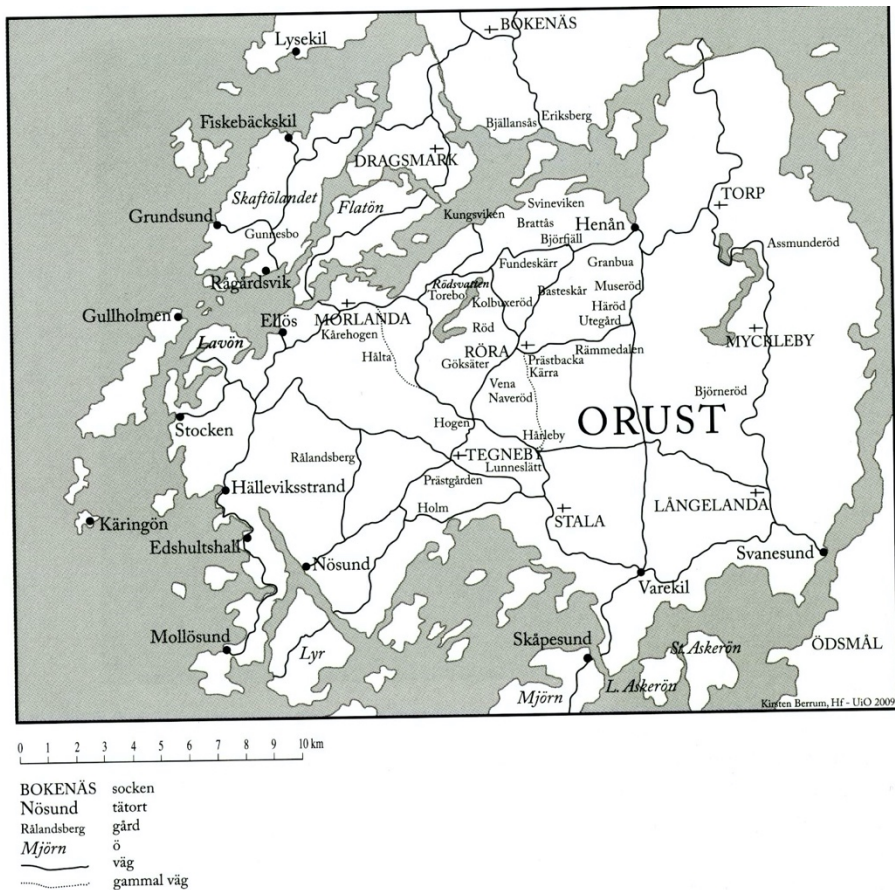 BOKENÄS
Lysekil
Fiskebäckskil
Bjällansås
Eriksberg
DRAGSMARK
Skaftölandet
Flatön
Grundsund
Gunnesbo
Kungsviken
Svineviken
Brattås
Henån
TORP
Björfjäll
Assmunderöd
Rågårdsvik
Fundeskärr
Granbua
Rödsvatten
Torebo
Kolbuxeröd
Basteskår
Museröd
Häröd
Utegård
Gullholmen
Ellös
MORLANDA
Kårehogen
Röd
MYCKLEBY
Lavön
Hålta
RÖRA
Göksäter
Prästbacka
Kärra
Rämmedalen
Vena
Naveröd
Björneröd
Stocken
Hogen
ORUST
Hårleby
Rålandsberg
TEGNEBY
Lunneslätt
Hälleviksstrand
Prästgården
LÅNGELANDA
Holm
Käringön
STALA
Edshultshall
Svanesund
Nösund
Varekil
Mollösund
Lyr
Skåpesund
St. Askerön
ÖDSMÅL
Mjörn
L. Askerön
Kirsten Berrum, Hf - UiO 2009
0 1 2 3 4 5 6 7 8 9 10 km
BOKENÄS socken
Nösund tätort
Rålandsberg gård
Mjörn ö
väg
gammal väg